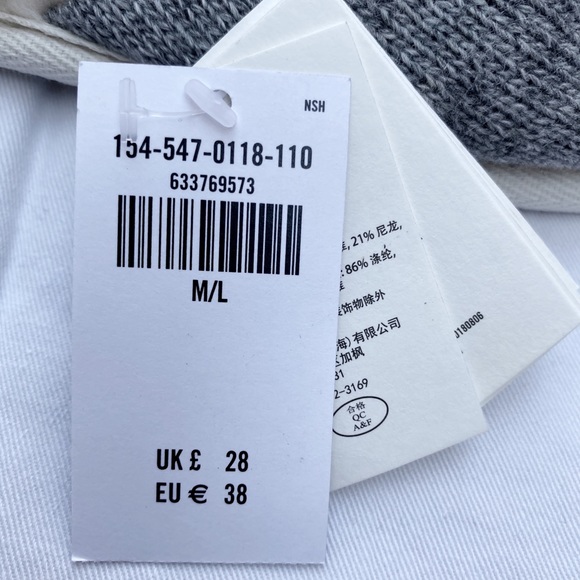 NSH
154-547-0118-110
633769573
M/L
UK £ 28
EU € 38
, 21% 尼龙,
: 86% 涤纶,
饰物除外
海) 有限公司
加枫
31
2-3169
合格
QC
A&F
J180806